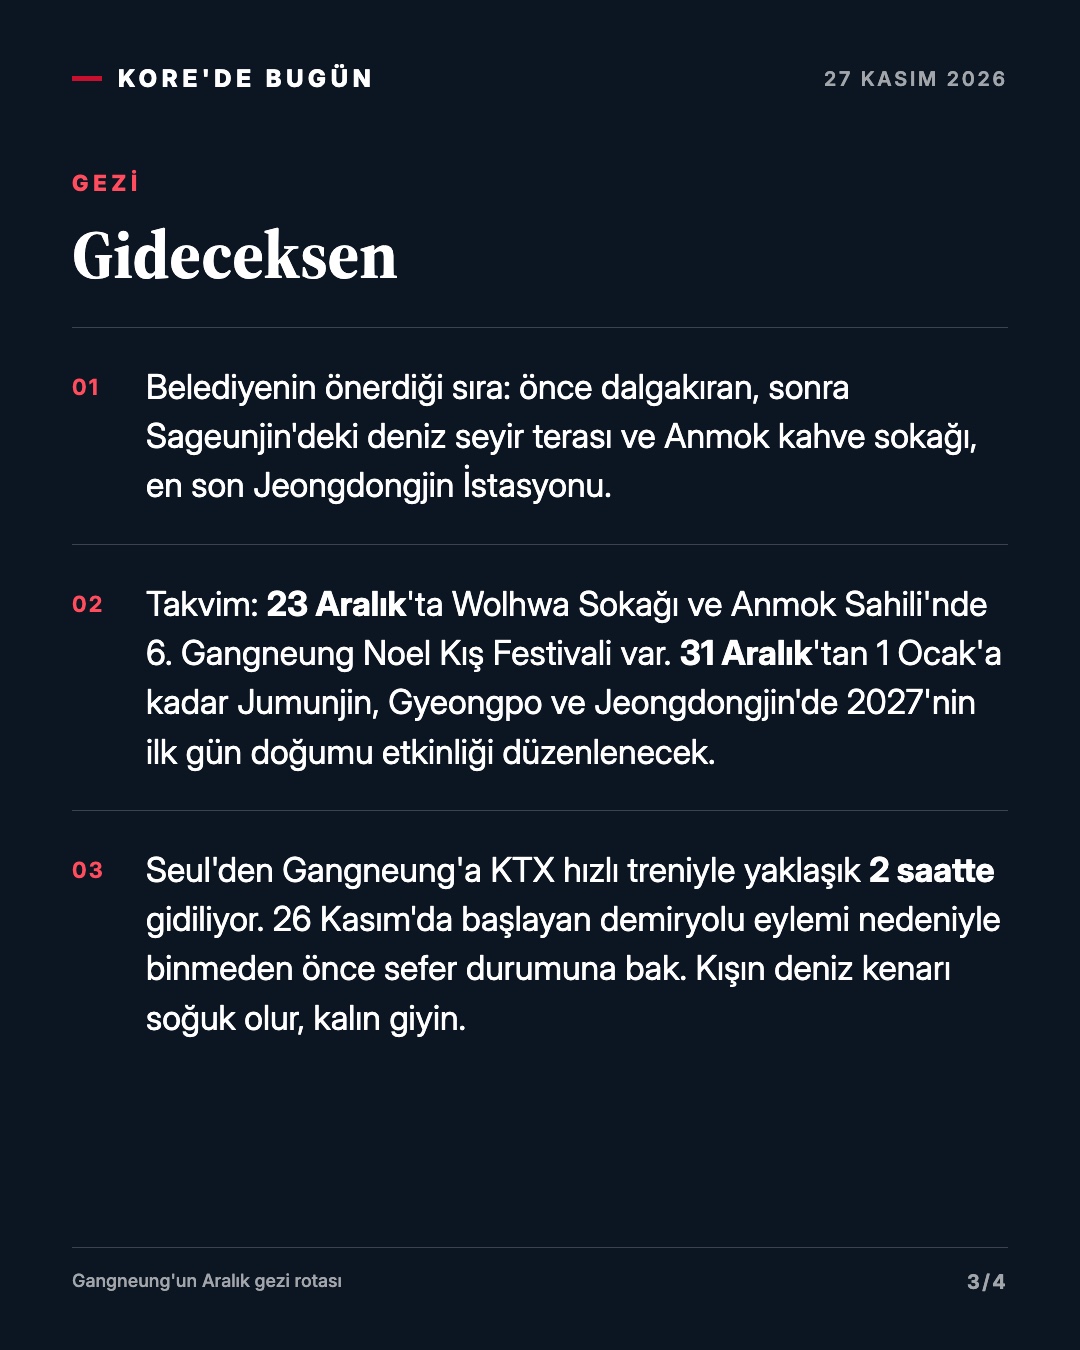 KORE'DE BUGÜN
27 KASIM 2026
GEZİ
Gideceksen
01
Belediyenin önerdiği sıra: önce dalgakıran, sonra
Sageunjin'deki deniz seyir terası ve Anmok kahve sokağı,
en son Jeongdongjin İstasyonu.
02
Takvim: 23 Aralık'ta Wolhwa Sokağı ve Anmok Sahili'nde
6. Gangneung Noel Kış Festivali var. 31 Aralık'tan 1 Ocak'a
kadar Jumunjin, Gyeongpo ve Jeongdongjin'de 2027'nin
ilk gün doğumu etkinliği düzenlenecek.
03
Seul'den Gangneung'a KTX hızlı treniyle yaklaşık 2 saatte
gidiliyor. 26 Kasım'da başlayan demiryolu eylemi nedeniyle
binmeden önce sefer durumuna bak. Kışın deniz kenarı
soğuk olur, kalın giyin.
Gangneung'un Aralık gezi rotası
3/4